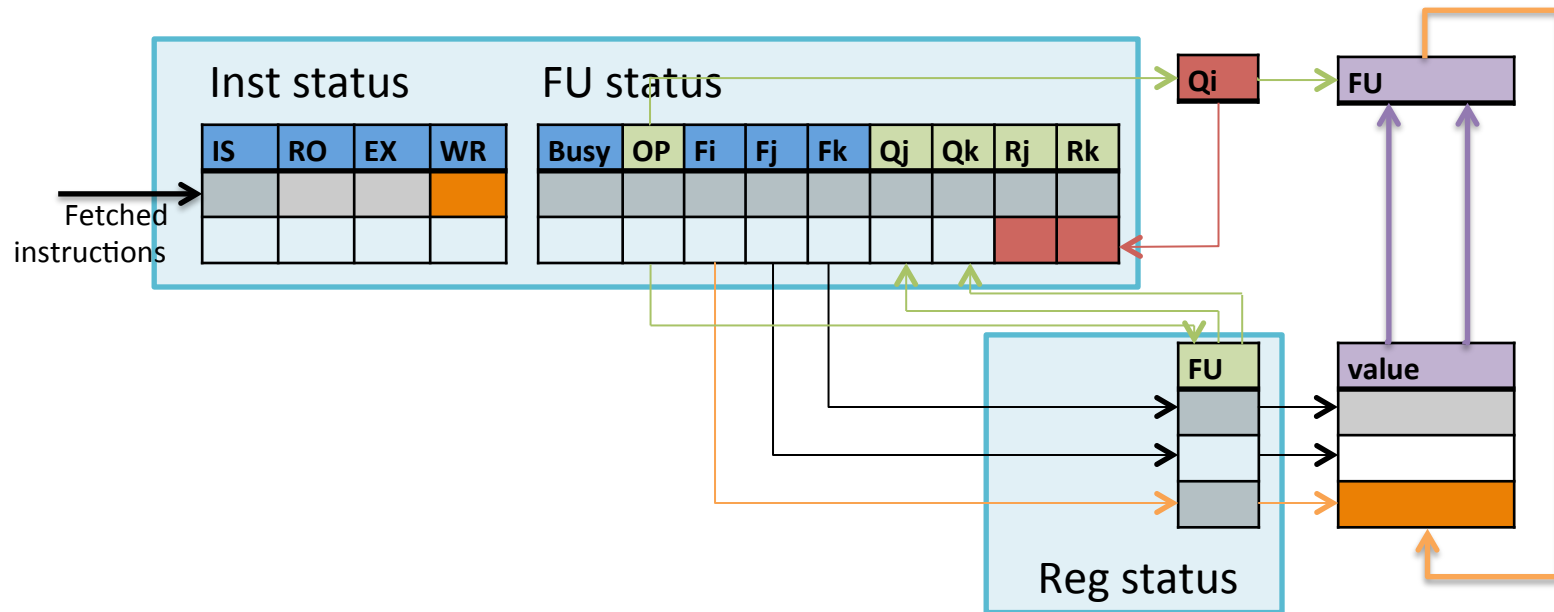 Inst status
FU status
Qi
FU
IS RO EX WR
Busy OP Fi Fj Fk Qj Qk Rj Rk
Fetched
instructions
FU
value
Reg status